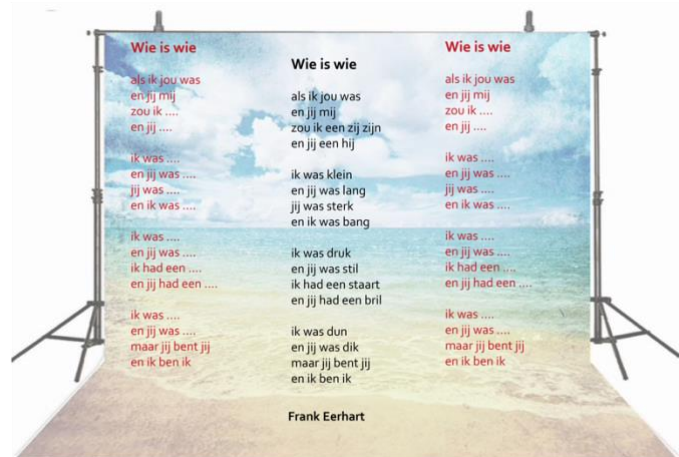 Wie is wie
als ik jou was
en jij mij
zou ik ....
en jij ....
ik was ....
en jij was ....
jij was ....
en ik was ....
ik was ....
en jij was ....
ik had een ....
en jij had een ....
ik was ....
en jij was ....
maar jij bent jij
en ik ben ik
Wie is wie
als ik jou was
en jij mij
zou ik een zij zijn
en jij een hij
ik was klein
en jij was lang
jij was sterk
en ik was bang
ik was druk
en jij was stil
ik had een staart
en jij had een bril
ik was dun
en jij was dik
maar jij bent jij
en ik ben ik
Frank Eerhart
Wie is wie
als ik jou was
en jij mij
zou ik ....
en jij ....
ik was ....
en jij was ....
jij was ....
en ik was ....
ik was ....
en jij was ....
ik had een ....
en jij had een ....
ik was ....
en jij was ....
maar jij bent jij
en ik ben ik